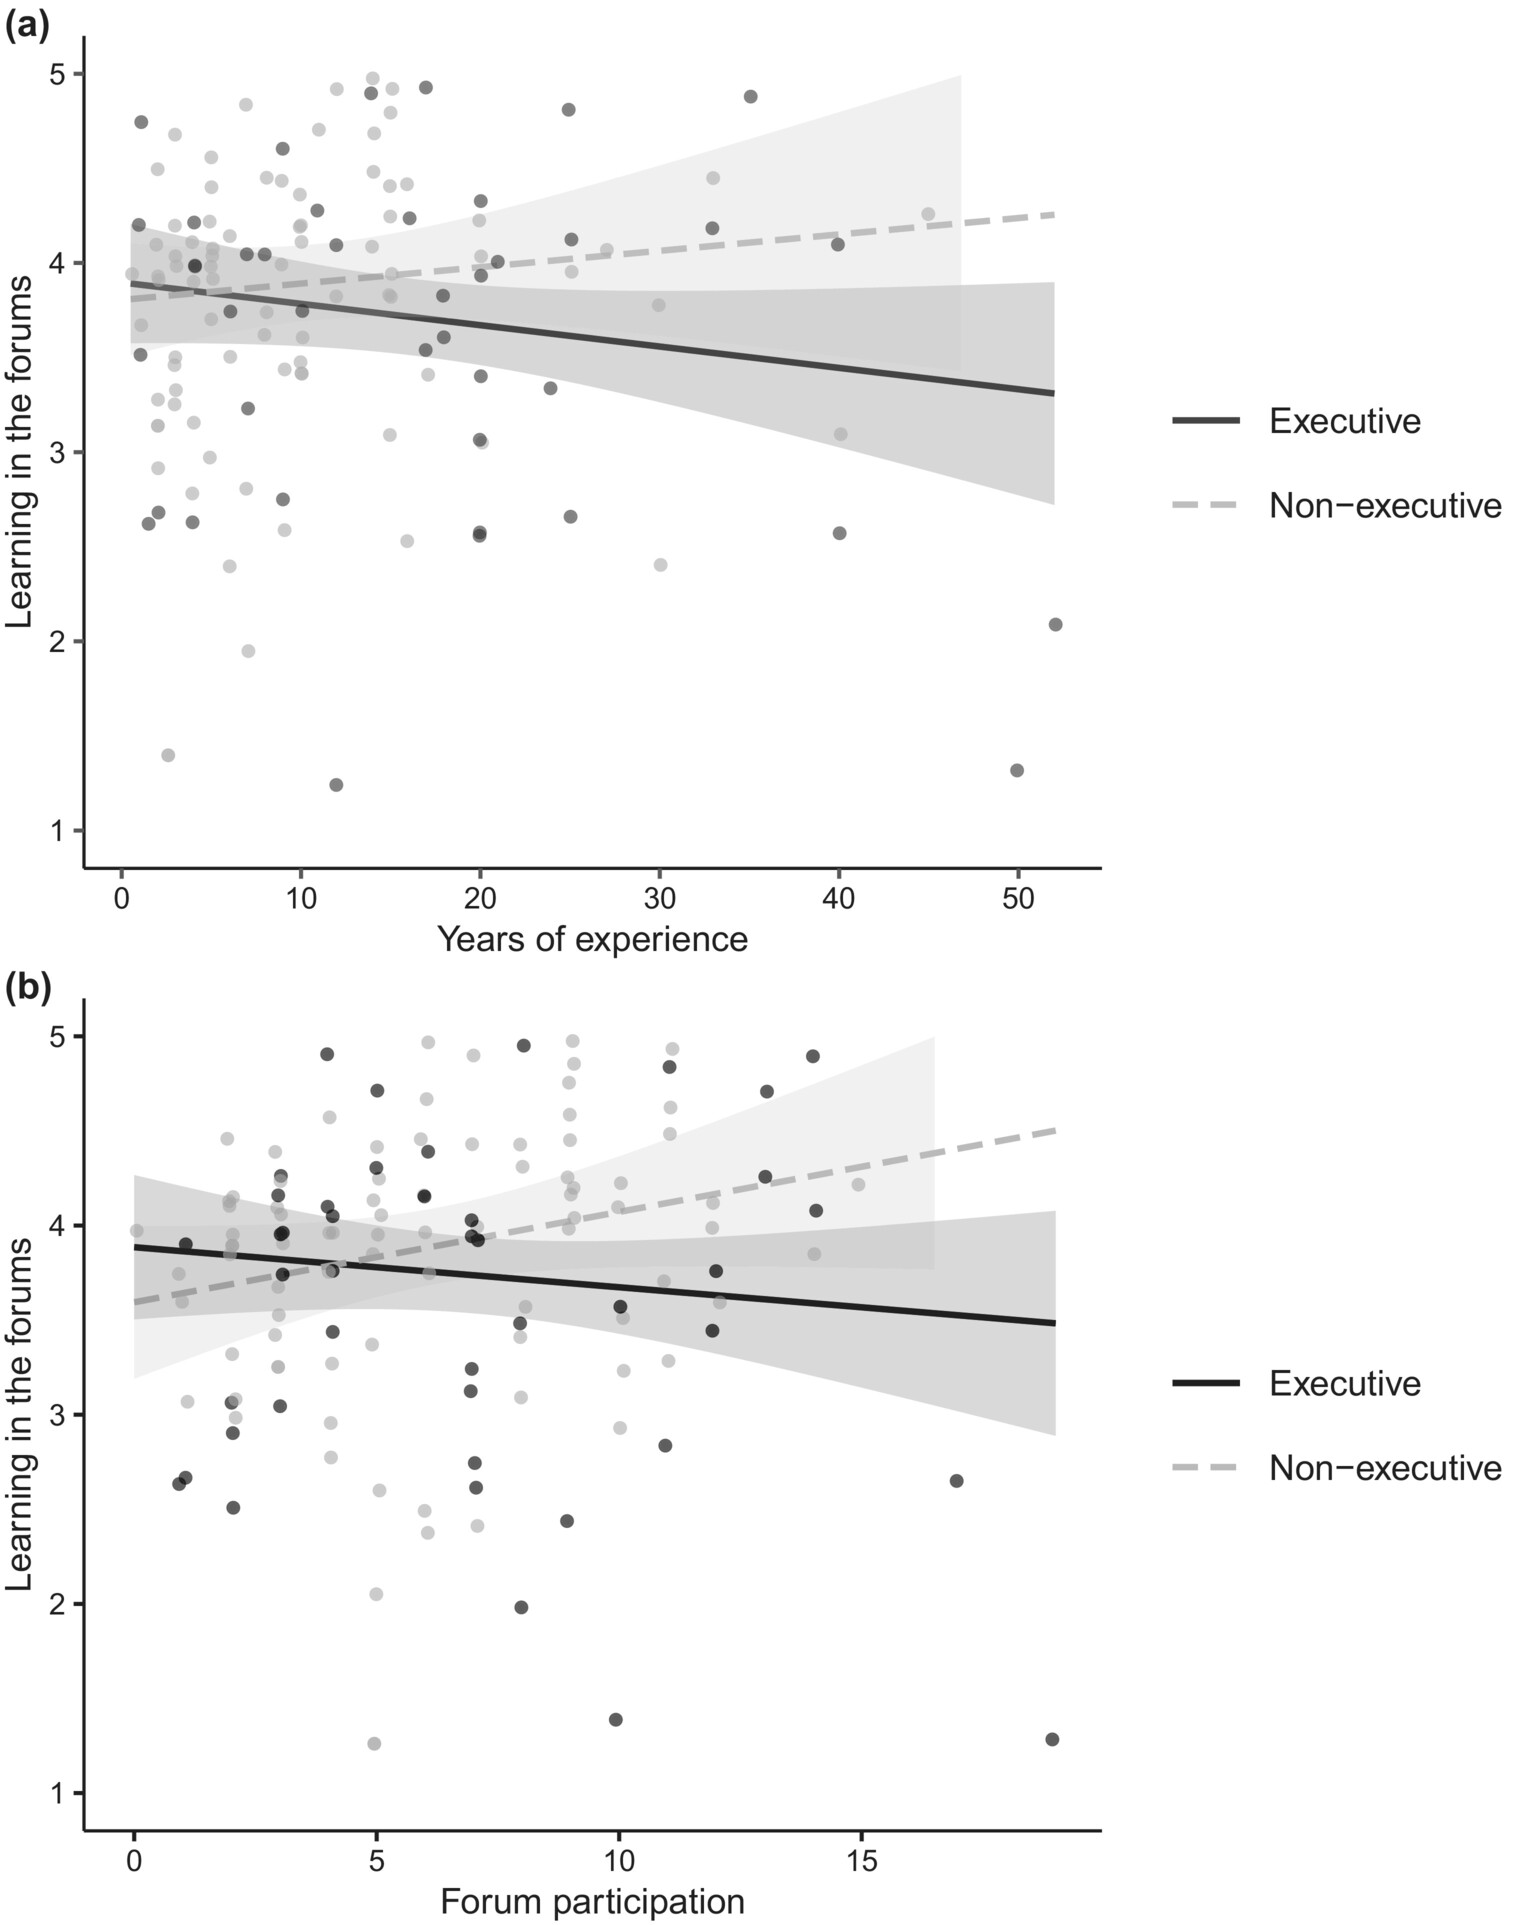 (a)
5
4
3
2
1
Learning in the forums
0 10 20 30 40 50
Years of experience
Executive
Non−executive
(b)
5
4
3
2
1
Learning in the forums
0 5 10 15
Forum participation
Executive
Non−executive